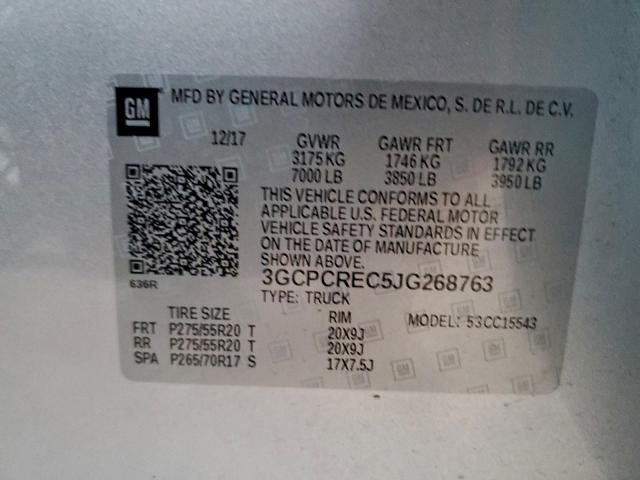 GM MFD BY GENERAL MOTORS DE MEXICO, S. DE R.L. DE C.V.
12/17 GVWR GAWR FRT GAWR RR
3175 KG 1746 KG 1792 KG
7000 LB 3850 LB 3950 LB
THIS VEHICLE CONFORMS TO ALL
APPLICABLE U.S. FEDERAL MOTOR
VEHICLE SAFETY STANDARDS IN EFFECT
ON THE DATE OF MANUFACTURE
SHOWN ABOVE.
636R
3GCPCREC5JG268763
TYPE: TRUCK
TIRE SIZE RIM MODEL: 53CC15543
FRT P275/55R20 T 20X9J
RR P275/55R20 T 20X9J
SPA P265/70R17 S 17X7.5J